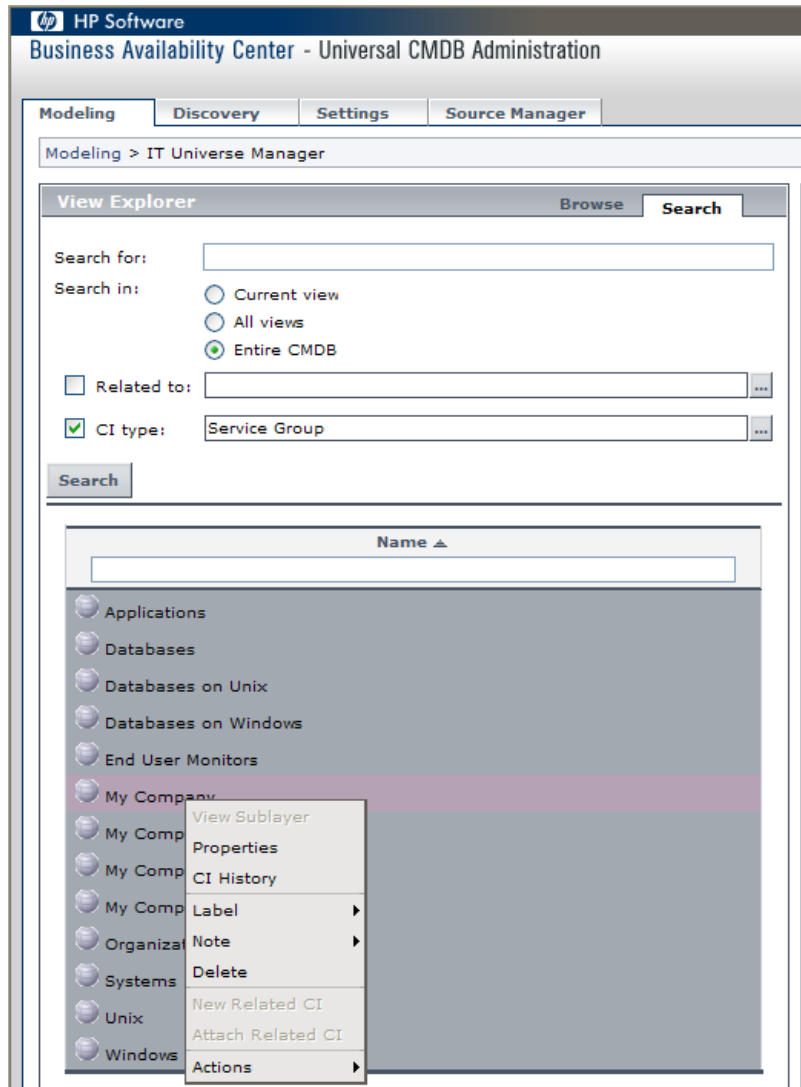 hp HP Software
Business Availability Center - Universal CMDB Administration
Modeling Discovery Settings Source Manager
Modeling > IT Universe Manager
View Explorer Browse Search
Search for:
Search in:
Current view
All views
Entire CMDB
Related to: ...
CI type: Service Group ...
Search
Name
Applications
Databases
Databases on Unix
Databases on Windows
End User Monitors
My Company
View Sublayer
My Comp
Properties
My Comp
CI History
My Comp
Label
Organizat
Note
Systems
Delete
New Related CI
Unix
Attach Related CI
Windows
Actions